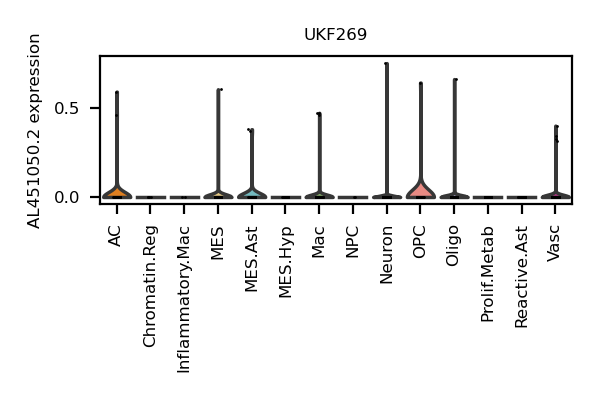 UKF269
AL451050.2 expression
0.5
0.0
AC
Chromatin.Reg
Inflammatory.Mac
MES
MES.Ast
MES.Hyp
Mac
NPC
Neuron
OPC
Oligo
Prolif.Metab
Reactive.Ast
Vasc